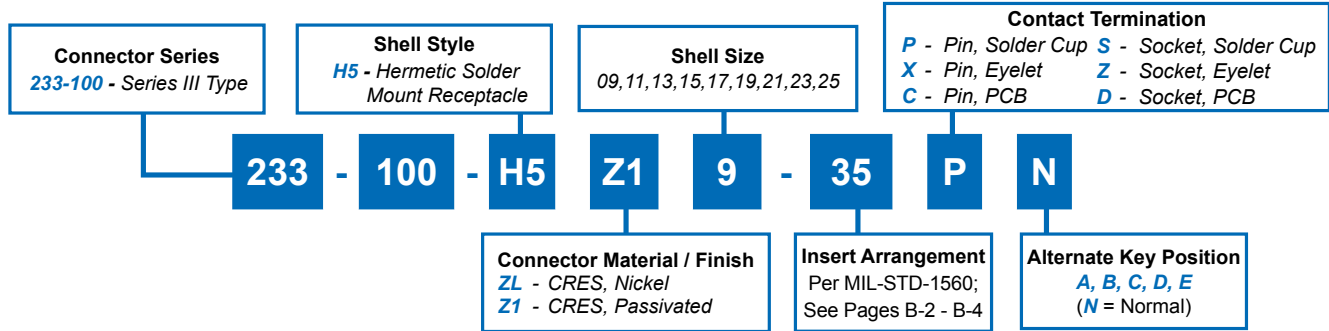 Connector Series
233-100 - Series III Type
Shell Style
H5 - Hermetic Solder
Mount Receptacle
Shell Size
09,11,13,15,17,19,21,23,25
Contact Termination
P - Pin, Solder Cup S - Socket, Solder Cup
X - Pin, Eyelet Z - Socket, Eyelet
C - Pin, PCB D - Socket, PCB
233 - 100 - H5 Z1 9 - 35 P N
Connector Material / Finish
ZL - CRES, Nickel
Z1 - CRES, Passivated
Insert Arrangement
Per MIL-STD-1560;
See Pages B-2 - B-4
Alternate Key Position
A, B, C, D, E
(N = Normal)